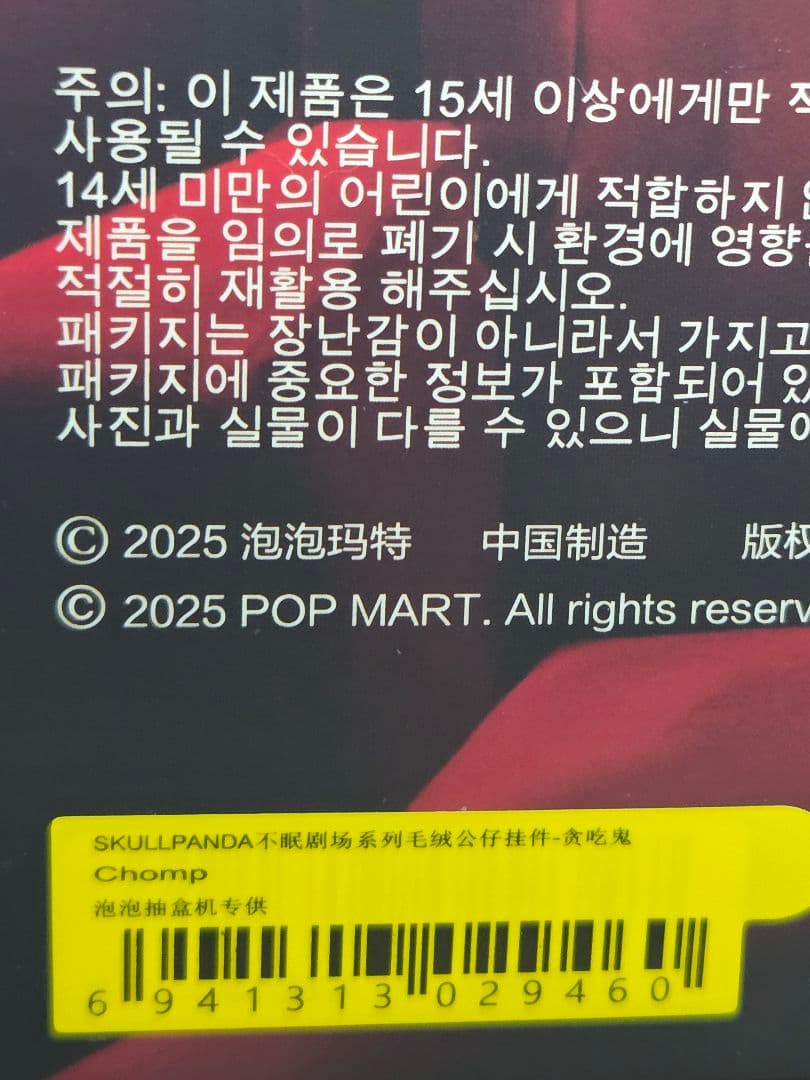 주의: 이 제품은 15세 이상에게만
사용될 수 있습니다.
14세 미만의 어린이에게 적합하지
제품을 임의로 폐기 시 환경에
적절히 재활용 해주십시오.
패키지는 장난감이 아니라서 가지고
패키지에 중요한 정보가 포함되어
사진과 실물이 다를 수 있으니
© 2025 泡泡玛特 中国制造
© 2025 POP MART. All rights
SKULLPANDA不眠剧场系列毛绒公仔挂件-贪吃鬼
Chomp
泡泡抽盒机专供
6 941313 029460